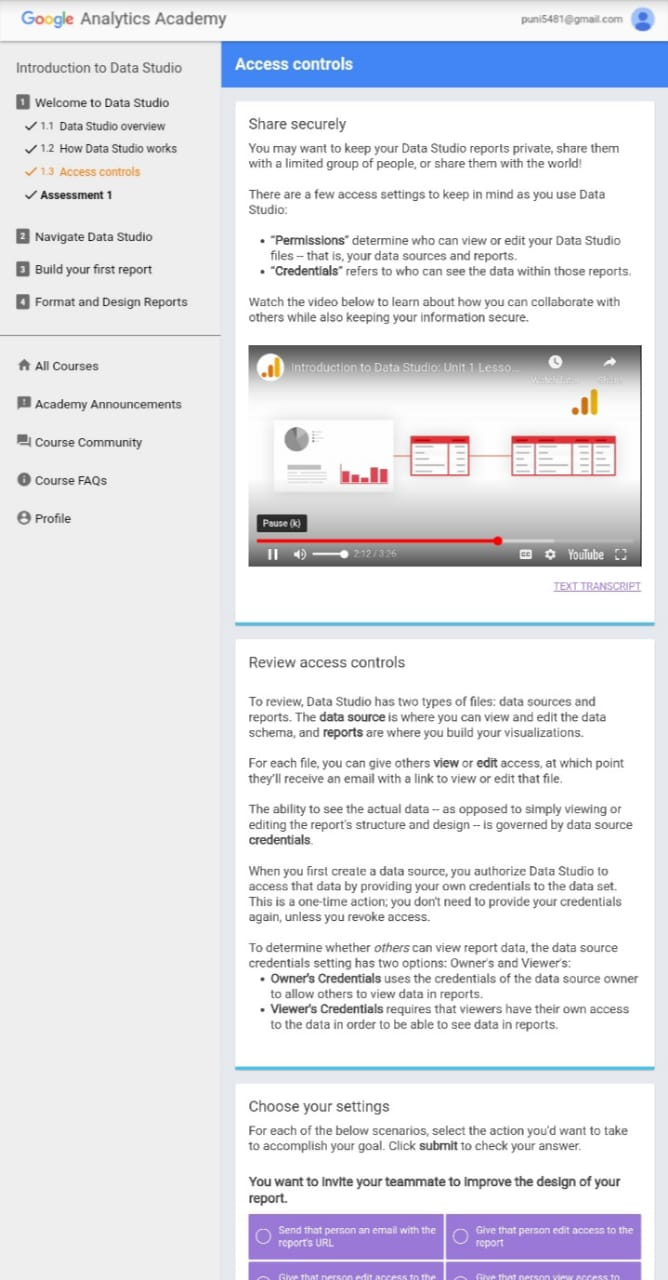 Google Analytics Academy
puni5481@gmail.com
Introduction to Data Studio
1 Welcome to Data Studio
1.1 Data Studio overview
1.2 How Data Studio works
1.3 Access controls
Assessment 1
2 Navigate Data Studio
3 Build your first report
4 Format and Design Reports
All Courses
Academy Announcements
Course Community
Course FAQs
Profile
Access controls
Share securely
You may want to keep your Data Studio reports private, share them
with a limited group of people, or share them with the world!
There are a few access settings to keep in mind as you use Data
Studio:
• "Permissions" determine who can view or edit your Data Studio
files -- that is, your data sources and reports.
• "Credentials" refers to who can see the data within those reports.
Watch the video below to learn about how you can collaborate with
others while also keeping your information secure.
Introduction to Data Studio: Unit 1 Lesso...
Pause (k)
2:12 / 3:26
CC
YouTube
TEXT TRANSCRIPT
Review access controls
To review, Data Studio has two types of files: data sources and
reports. The data source is where you can view and edit the data
schema, and reports are where you build your visualizations.
For each file, you can give others view or edit access, at which point
they'll receive an email with a link to view or edit that file.
The ability to see the actual data -- as opposed to simply viewing or
editing the report's structure and design -- is governed by data source
credentials.
When you first create a data source, you authorize Data Studio to
access that data by providing your own credentials to the data set.
This is a one-time action; you don't need to provide your credentials
again, unless you revoke access.
To determine whether others can view report data, the data source
credentials setting has two options: Owner's and Viewer's:
• Owner's Credentials uses the credentials of the data source owner
to allow others to view data in reports.
• Viewer's Credentials requires that viewers have their own access
to the data in order to be able to see data in reports.
Choose your settings
For each of the below scenarios, select the action you'd want to take
to accomplish your goal. Click submit to check your answer.
You want to invite your teammate to improve the design of your
report.
Send that person an email with the
report's URL
Give that person edit access to the
report
Give that person edit access to the
Give that person view access to